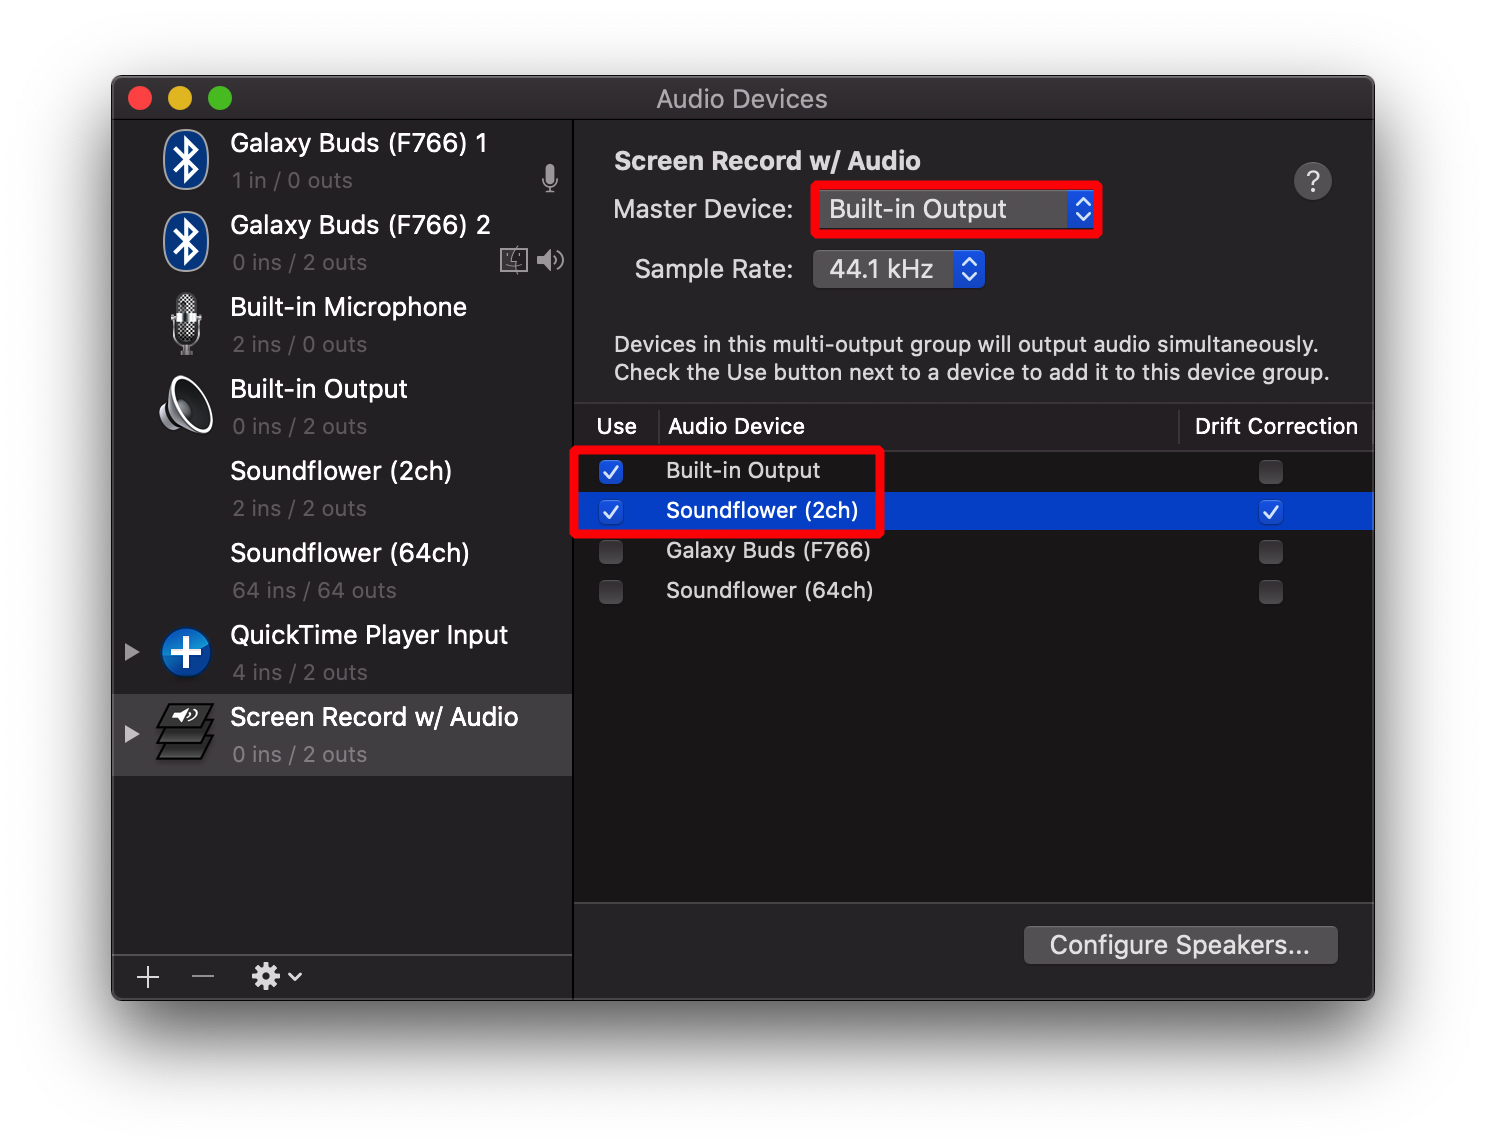 Audio Devices
Galaxy Buds (F766) 1
1 in / 0 outs
Galaxy Buds (F766) 2
0 ins / 2 outs
Built-in Microphone
2 ins / 0 outs
Built-in Output
0 ins / 2 outs
Soundflower (2ch)
2 ins / 2 outs
Soundflower (64ch)
64 ins / 64 outs
QuickTime Player Input
4 ins / 2 outs
Screen Record w/ Audio
0 ins / 2 outs
Screen Record w/ Audio
?
Master Device: Built-in Output
Sample Rate: 44.1 kHz
Devices in this multi-output group will output audio simultaneously.
Check the Use button next to a device to add it to this device group.
Use Audio Device Drift Correction
Built-in Output
Soundflower (2ch)
Galaxy Buds (F766)
Soundflower (64ch)
Configure Speakers...